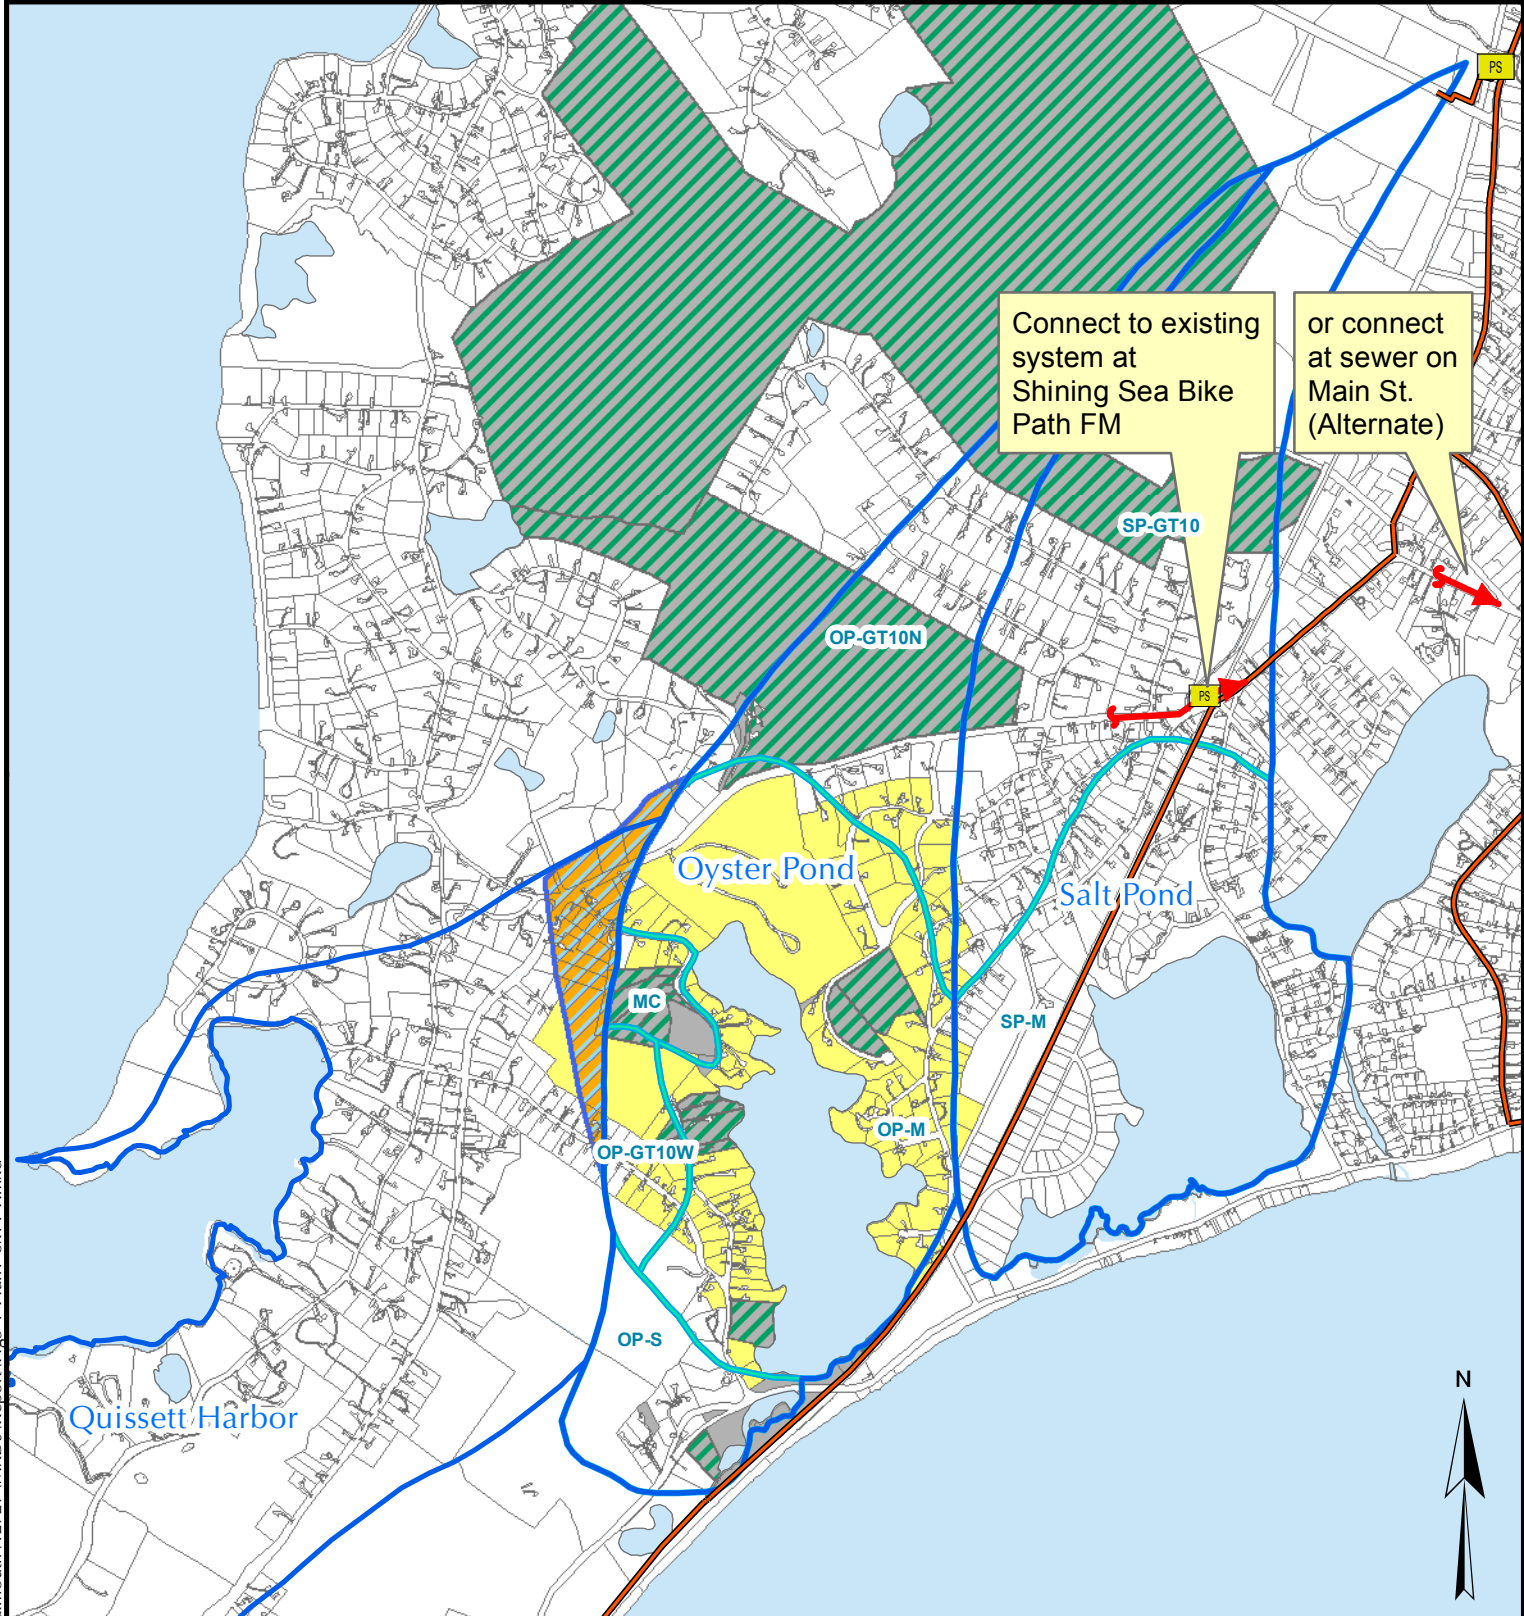 PS
Connect to existing
system at
Shining Sea Bike
Path FM
or connect
at sewer on
Main St.
(Alternate)
SP-GT10
OP-GT10N
PS
Oyster Pond
Salt Pond
MC
SP-M
OP-M
OP-GT10W
OP-S
N
Quissett Harbor